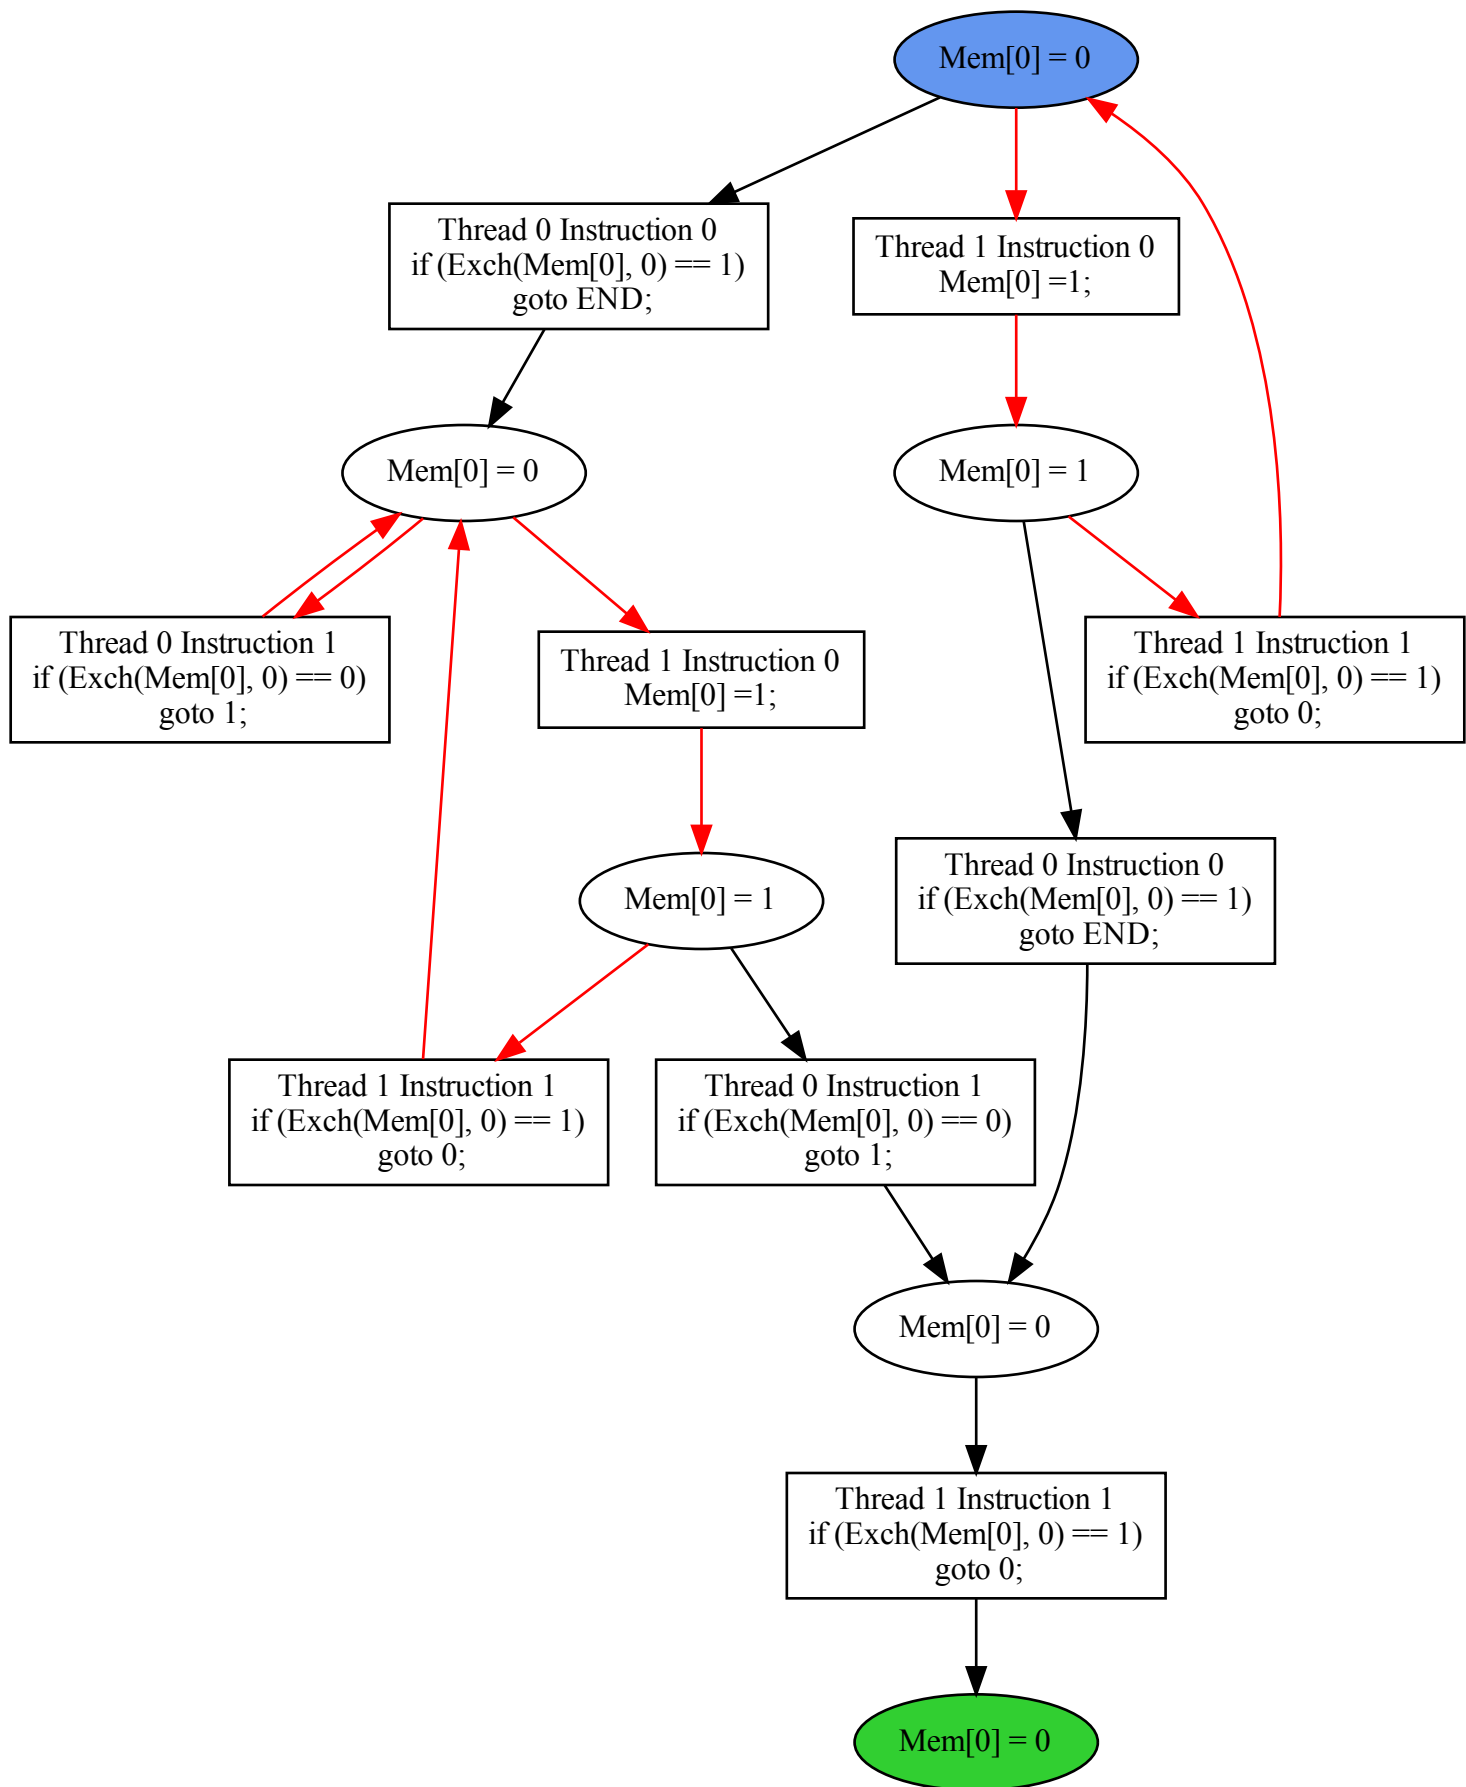 Mem[0] = 0
Thread 0 Instruction 0
if (Exch(Mem[0], 0) == 1)
goto END;
Thread 1 Instruction 0
Mem[0] =1;
Mem[0] = 0
Mem[0] = 1
Thread 0 Instruction 1
if (Exch(Mem[0], 0) == 0)
goto 1;
Thread 1 Instruction 0
Mem[0] =1;
Thread 1 Instruction 1
if (Exch(Mem[0], 0) == 1)
goto 0;
Mem[0] = 1
Thread 0 Instruction 0
if (Exch(Mem[0], 0) == 1)
goto END;
Thread 1 Instruction 1
if (Exch(Mem[0], 0) == 1)
goto 0;
Thread 0 Instruction 1
if (Exch(Mem[0], 0) == 0)
goto 1;
Mem[0] = 0
Thread 1 Instruction 1
if (Exch(Mem[0], 0) == 1)
goto 0;
Mem[0] = 0